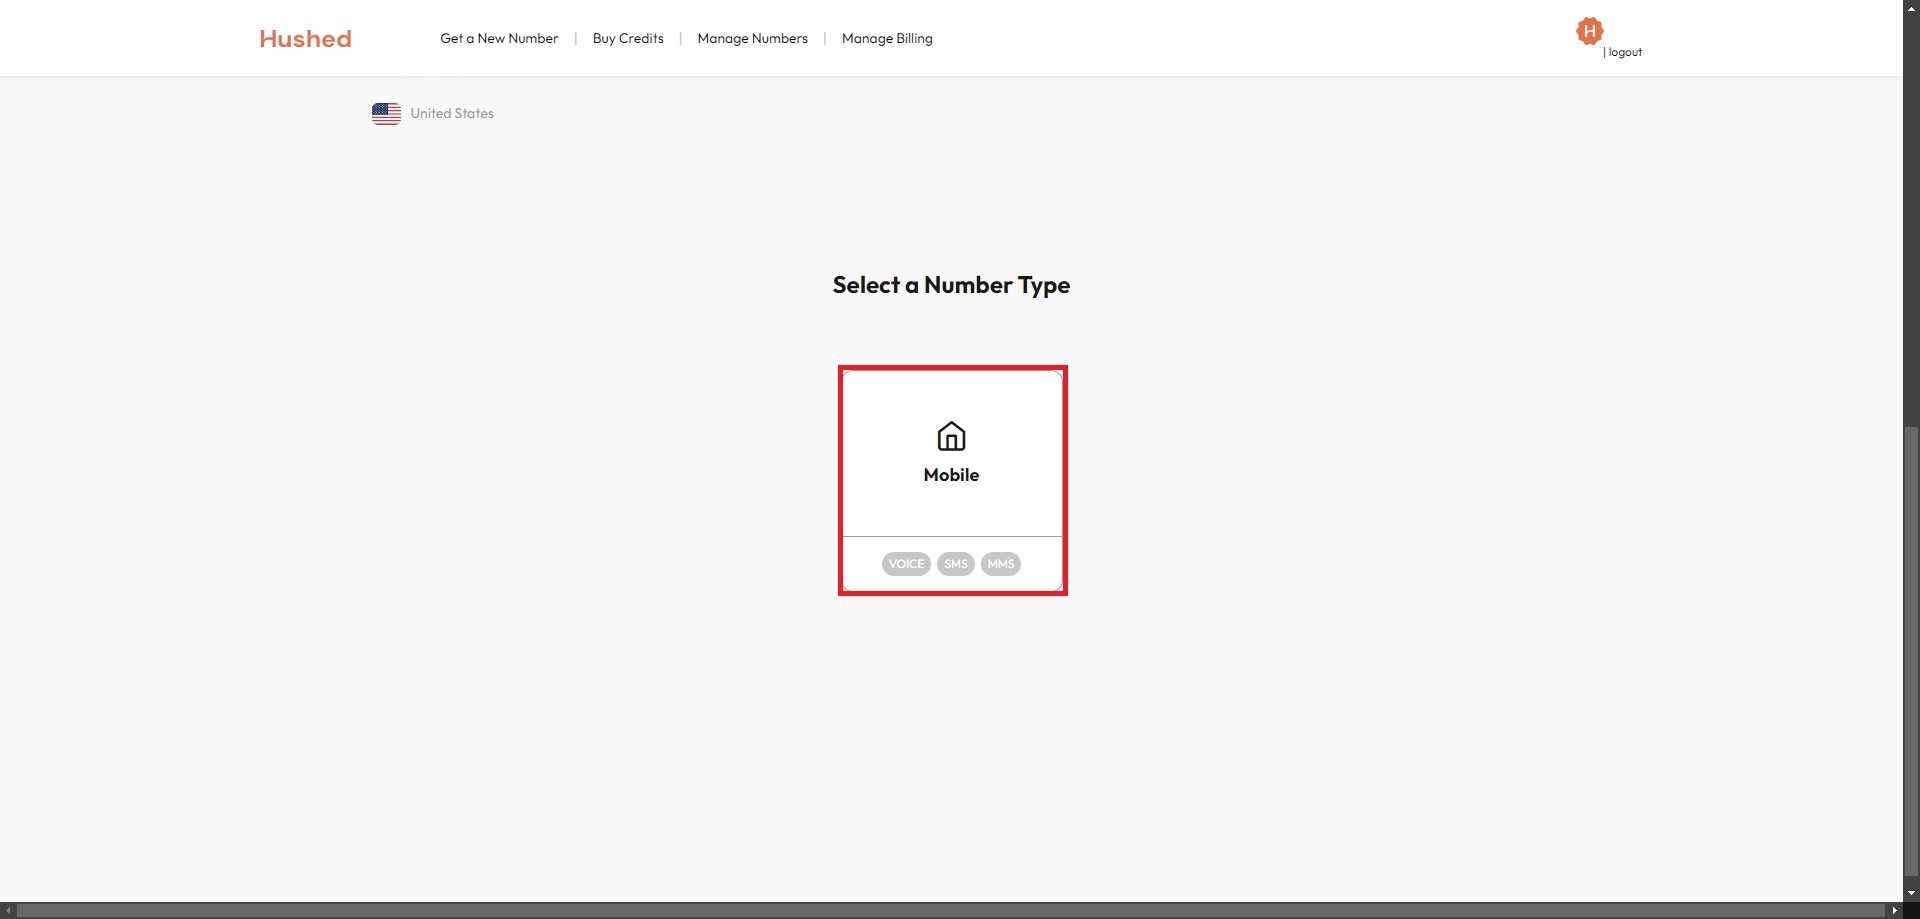 Hushed
Get a New Number | Buy Credits | Manage Numbers | Manage Billing
H
| logout
United States
Select a Number Type
Mobile
VOICE SMS MMS